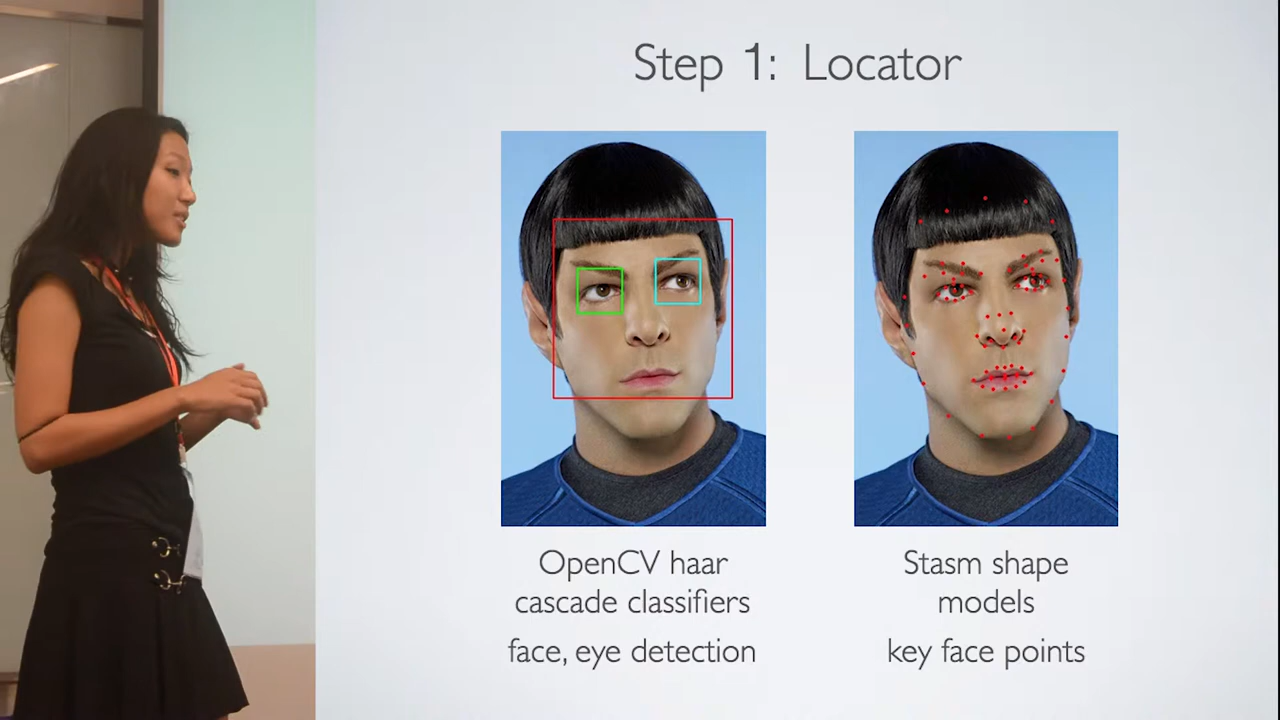 Step 1: Locator
OpenCV haar
cascade classifiers
face, eye detection
Stasm shape
models
key face points